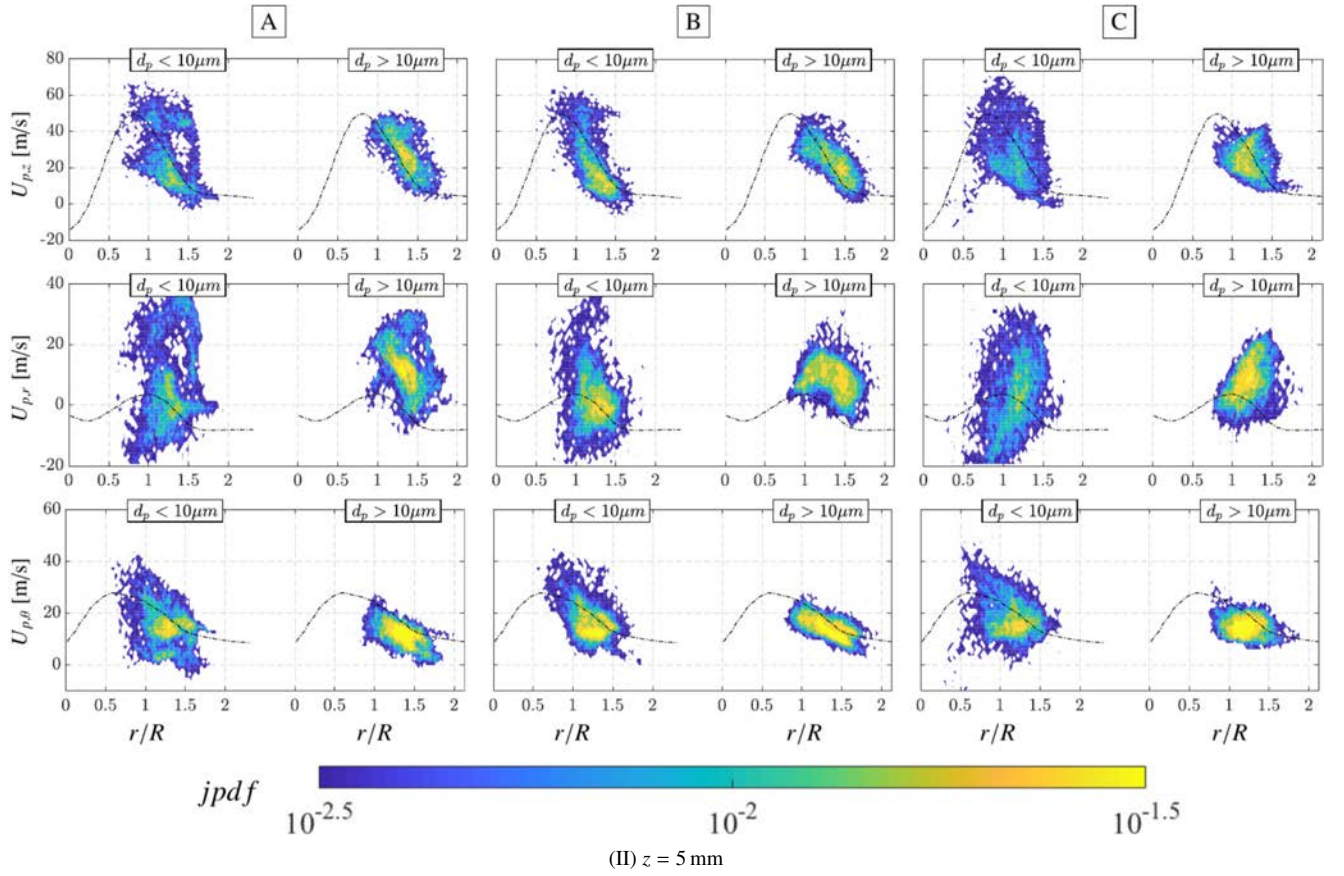 A B C
d_p < 10μm d_p > 10μm d_p < 10μm d_p > 10μm d_p < 10μm d_p > 10μm
80
60
40
20
0
-20
U_{p,z} [m/s]
0 0.5 1 1.5 2 0 0.5 1 1.5 2 0 0.5 1 1.5 2 0 0.5 1 1.5 2 0 0.5 1 1.5 2 0 0.5 1 1.5 2
d_p < 10μm d_p > 10μm d_p < 10μm d_p > 10μm d_p < 10μm d_p > 10μm
40
20
0
-20
U_{p,r} [m/s]
0 0.5 1 1.5 2 0 0.5 1 1.5 2 0 0.5 1 1.5 2 0 0.5 1 1.5 2 0 0.5 1 1.5 2 0 0.5 1 1.5 2
d_p < 10μm d_p > 10μm d_p < 10μm d_p > 10μm d_p < 10μm d_p > 10μm
60
40
20
0
U_{p,θ} [m/s]
0 0.5 1 1.5 2 0 0.5 1 1.5 2 0 0.5 1 1.5 2 0 0.5 1 1.5 2 0 0.5 1 1.5 2 0 0.5 1 1.5 2
r/R r/R r/R r/R r/R r/R
jpdf
10^{-2.5} 10^{-2} 10^{-1.5}
(II) z = 5 mm